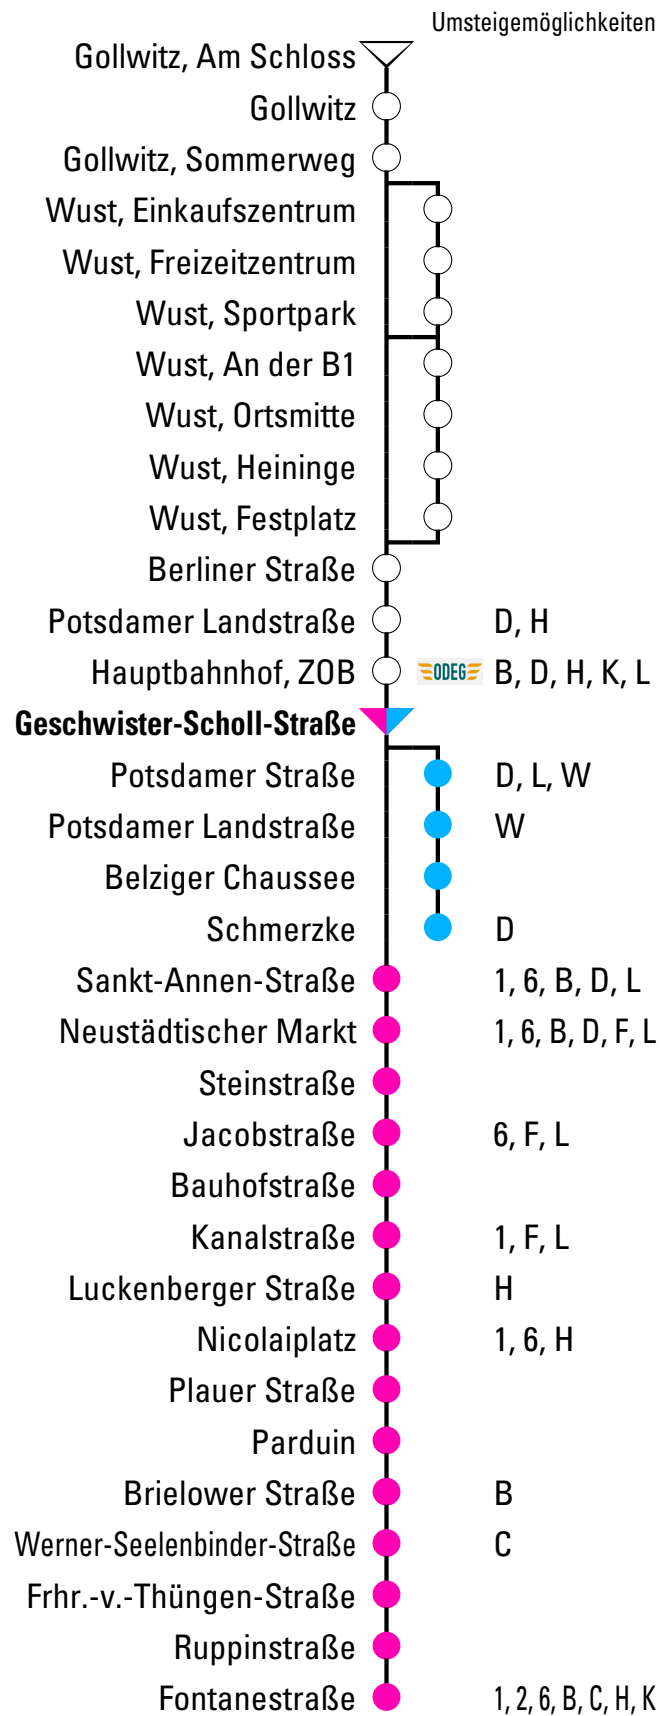 Umsteigemöglichkeiten
Gollwitz, Am Schloss
Gollwitz
Gollwitz, Sommerweg
Wust, Einkaufszentrum
Wust, Freizeitzentrum
Wust, Sportpark
Wust, An der B1
Wust, Ortsmitte
Wust, Heininge
Wust, Festplatz
Berliner Straße
Potsdamer Landstraße D, H
Hauptbahnhof, ZOB ODEG B, D, H, K, L
Geschwister-Scholl-Straße
Potsdamer Straße D, L, W
Potsdamer Landstraße W
Belziger Chaussee
Schmerzke D
Sankt-Annen-Straße 1, 6, B, D, L
Neustädtischer Markt 1, 6, B, D, F, L
Steinstraße
Jacobstraße 6, F, L
Bauhofstraße
Kanalstraße 1, F, L
Luckenberger Straße H
Nicolaiplatz 1, 6, H
Plauer Straße
Parduin
Brielower Straße B
Werner-Seelenbinder-Straße C
Frhr.-v.-Thüngen-Straße
Ruppinstraße
Fontanestraße 1, 2, 6, B, C, H, K